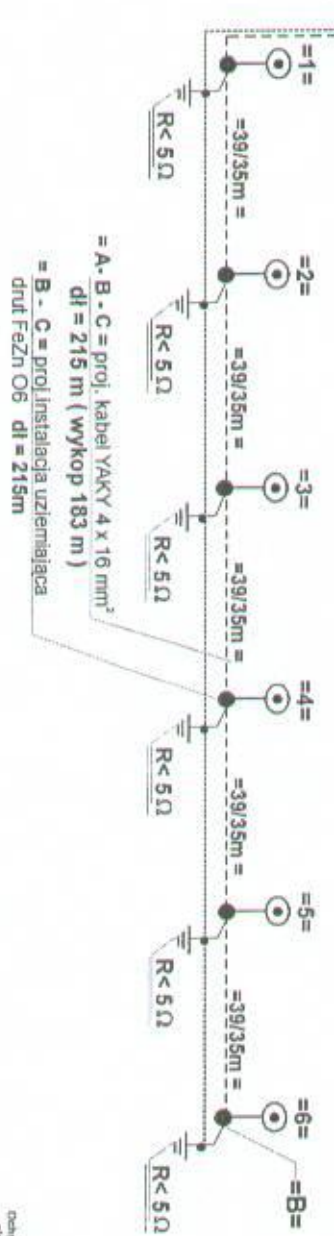 =1=
=2=
=3=
=4=
=5=
=6=
=39/35m =
=39/35m =
=39/35m =
=39/35m =
=39/35m =
=B=
R< 5 Ω
R< 5 Ω
R< 5 Ω
R< 5 Ω
R< 5 Ω
R< 5 Ω
= A- B - C = proj. kabel YAKY 4 x 16 mm²
dł = 215 m ( wykop 183 m )
= B - C = proj.instalacja uziemiająca
drut FeZn O6 dł = 215m